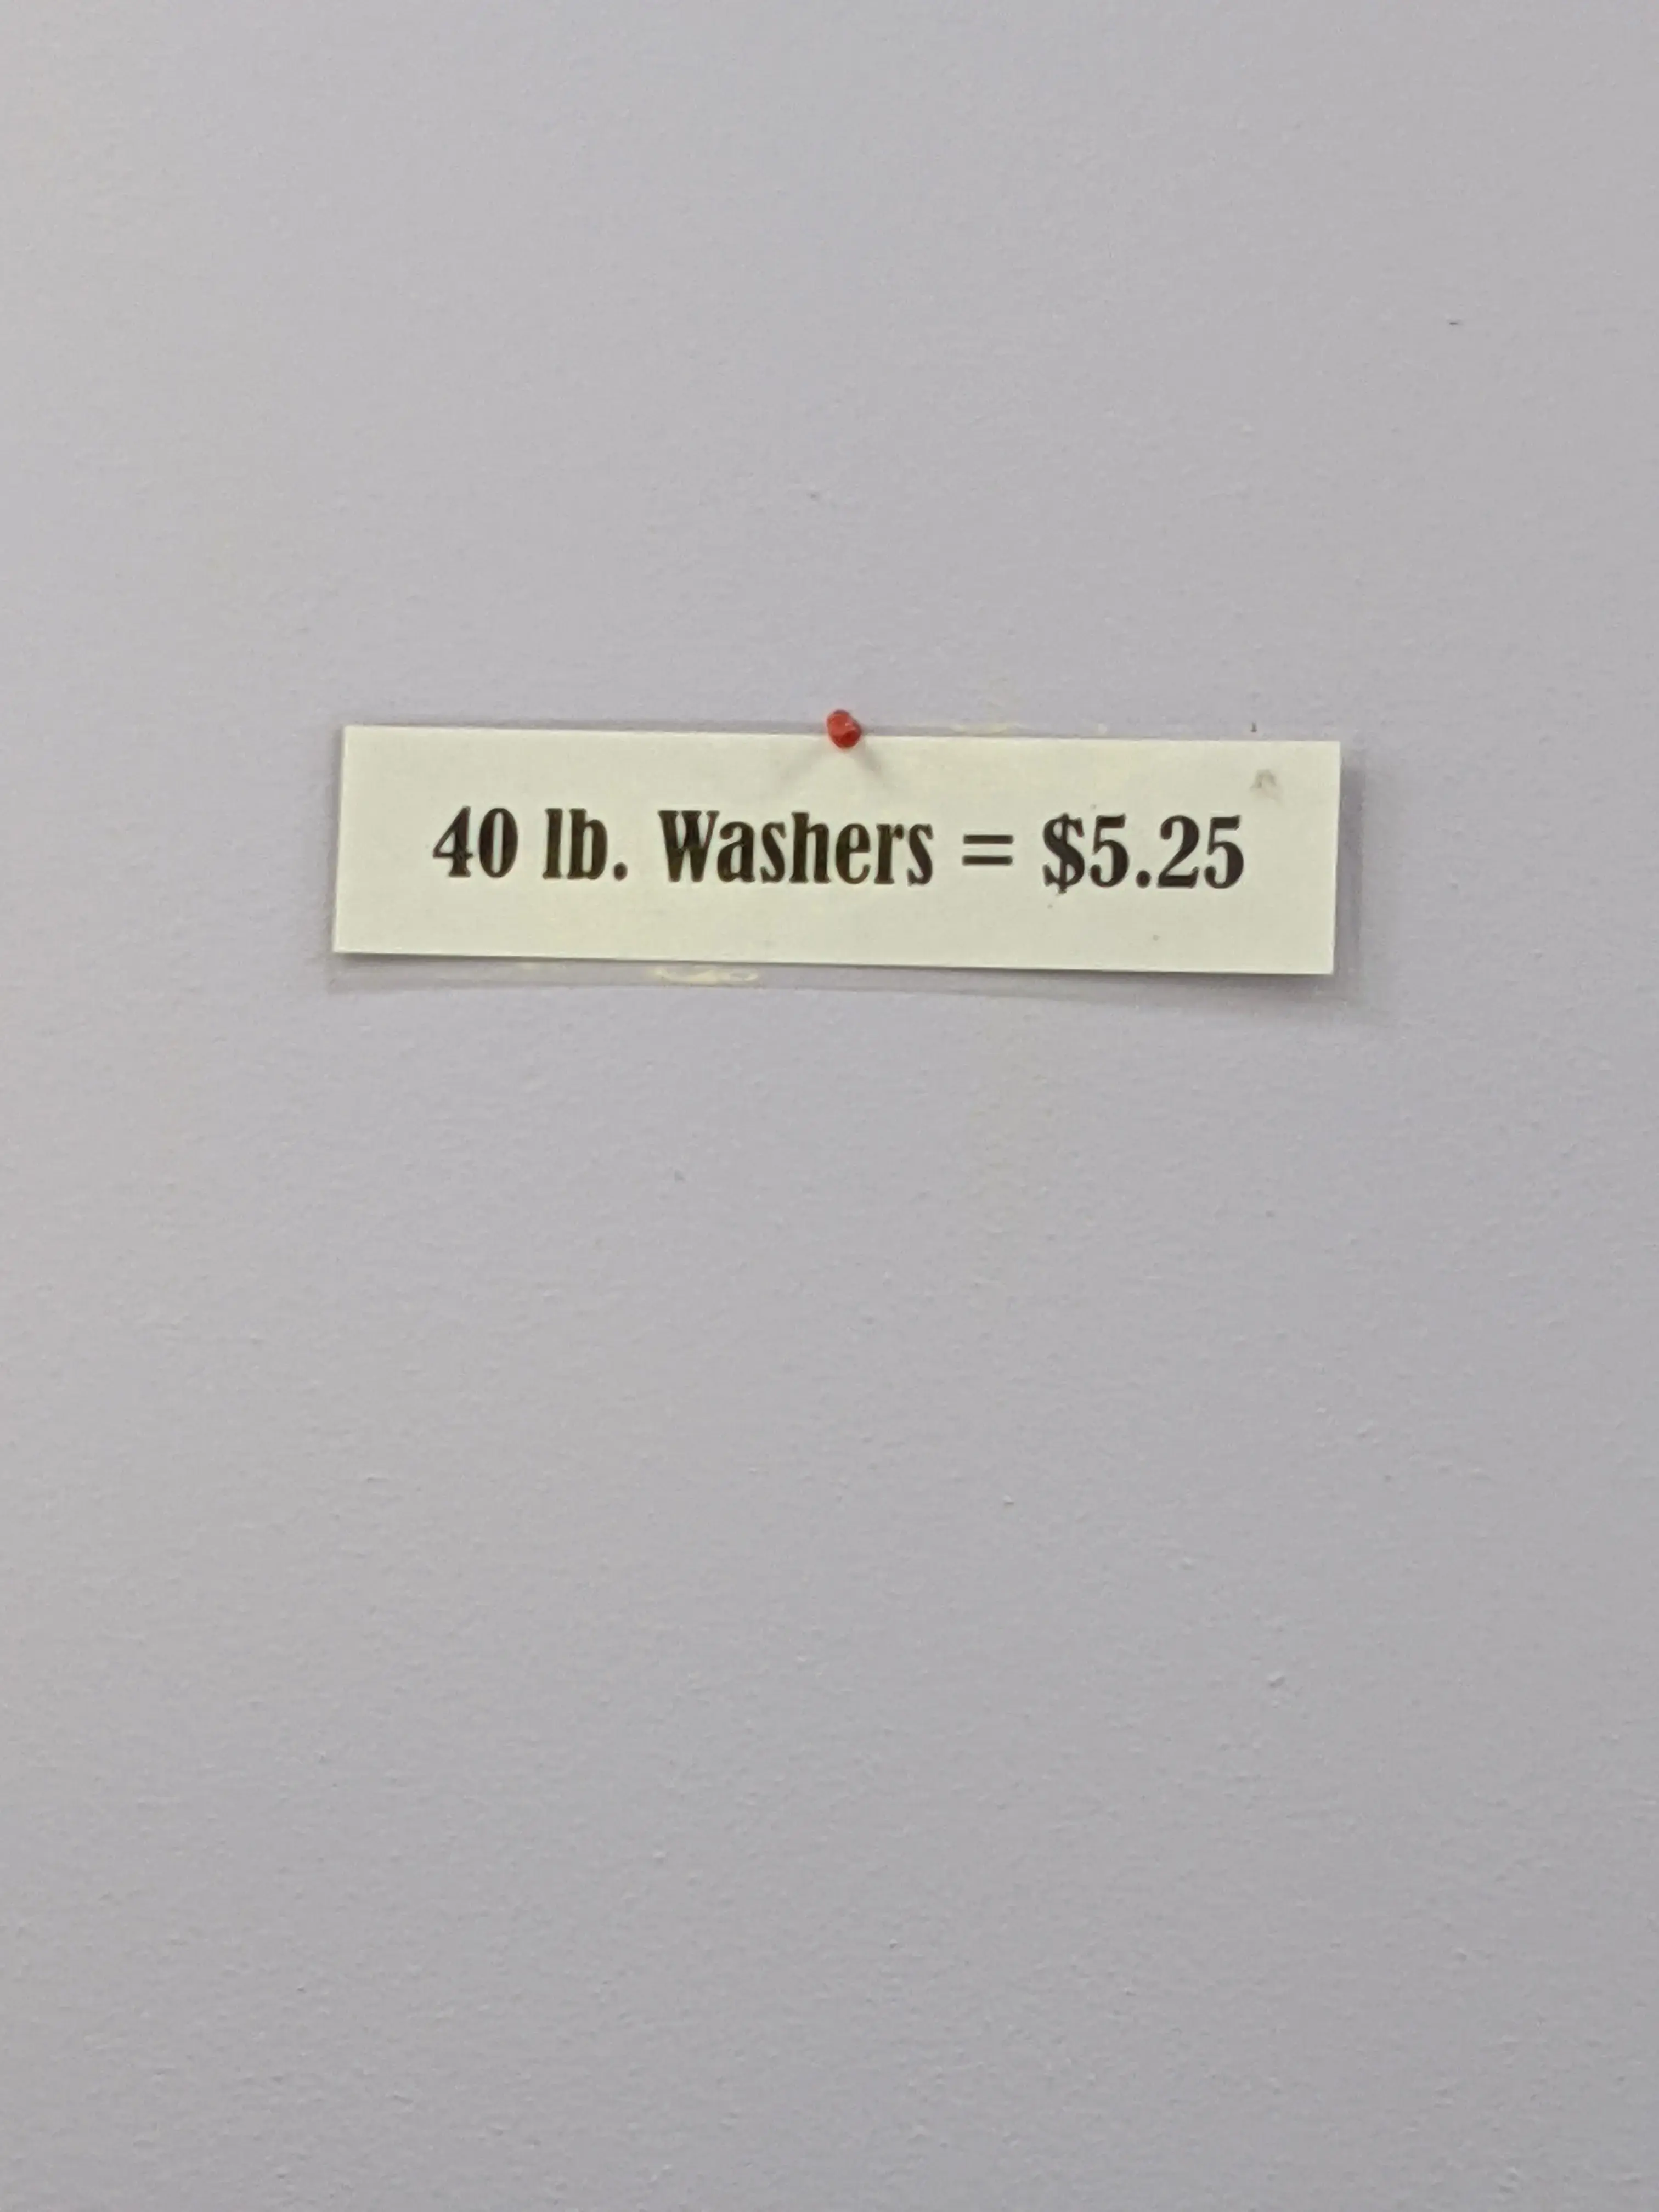 40 lb. Washers = $5.25